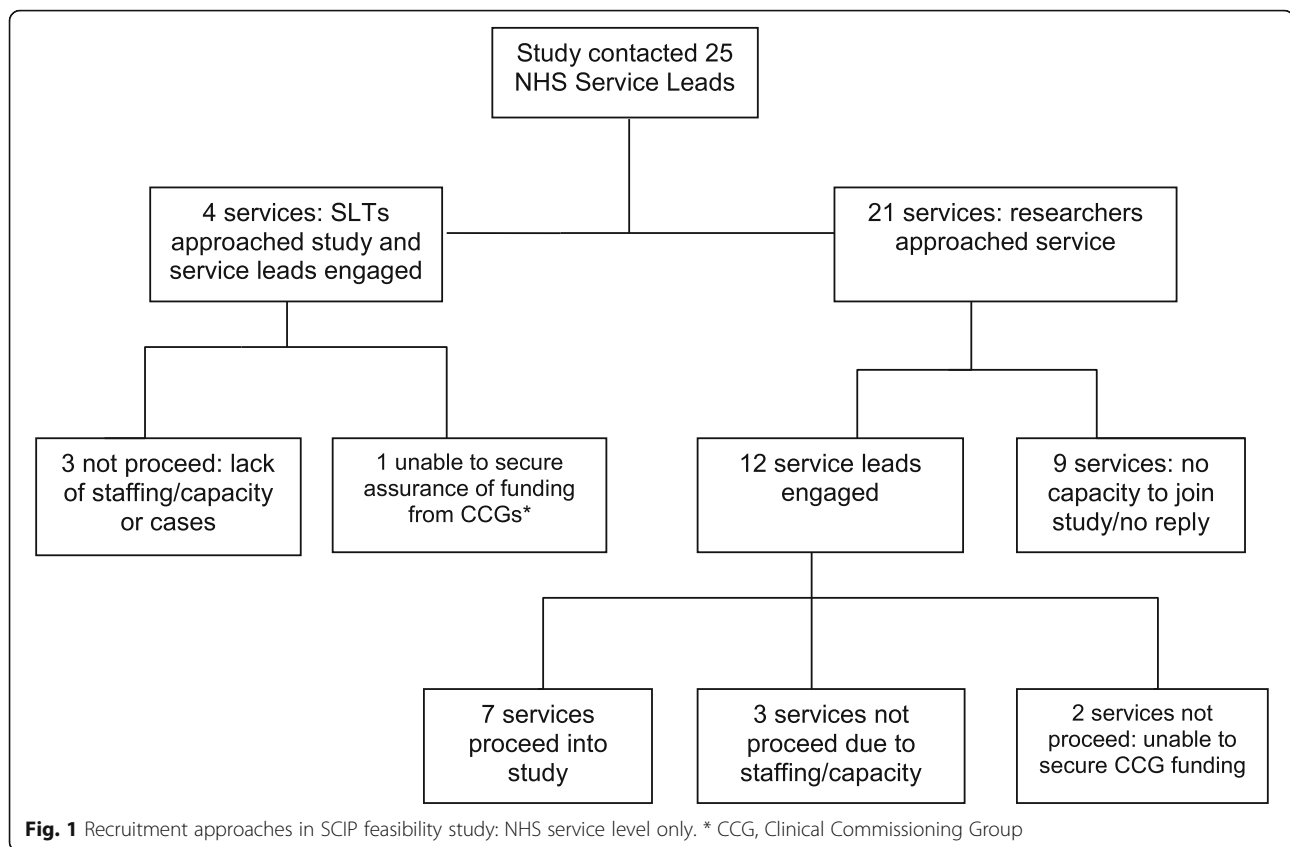 Study contacted 25
NHS Service Leads
4 services: SLTs
approached study and
service leads engaged
21 services: researchers
approached service
3 not proceed: lack
of staffing/capacity
or cases
1 unable to secure
assurance of funding
from CCGs*
12 service leads
engaged
9 services: no
capacity to join
study/no reply
7 services
proceed into
study
3 services not
proceed due to
staffing/capacity
2 services not
proceed: unable to
secure CCG funding
Fig. 1 Recruitment approaches in SCIP feasibility study: NHS service level only. * CCG, Clinical Commissioning Group